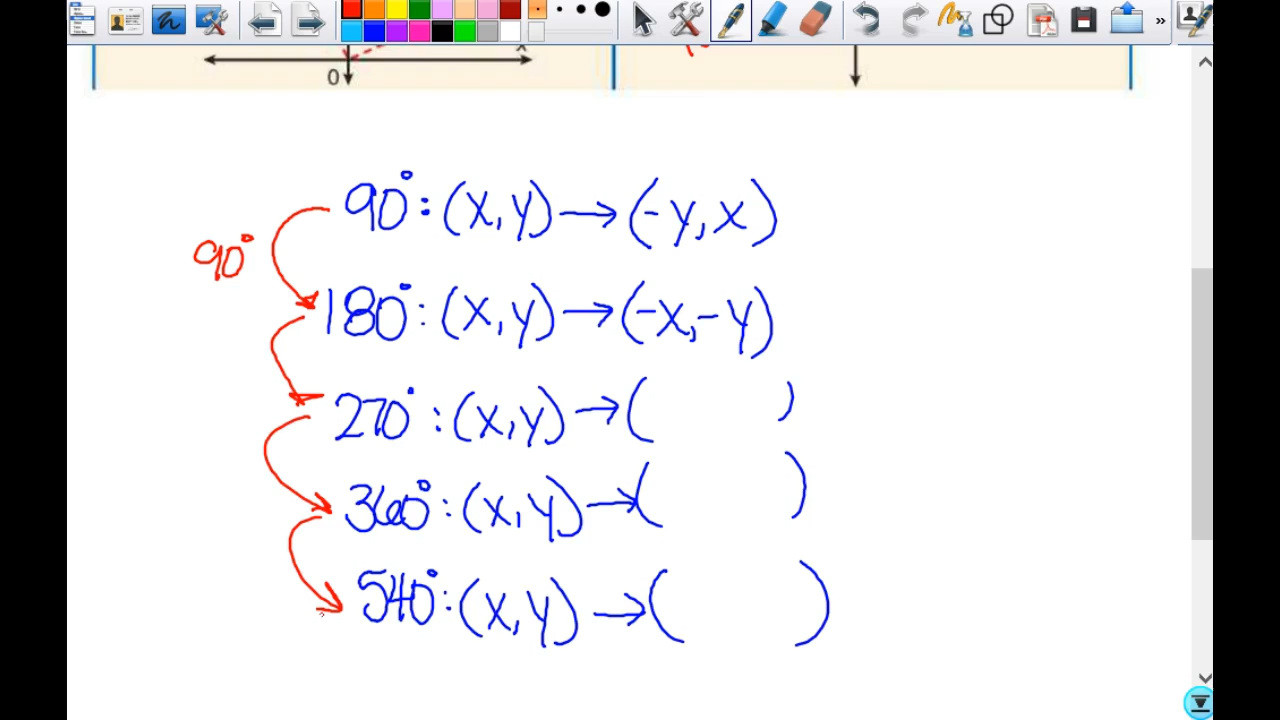 x
0
90°: (x,y) → (-y, x)
90°
180°: (x,y) → (-x, -y)
270°: (x,y) → ( )
360°: (x,y) → ( )
540°: (x,y) → ( )